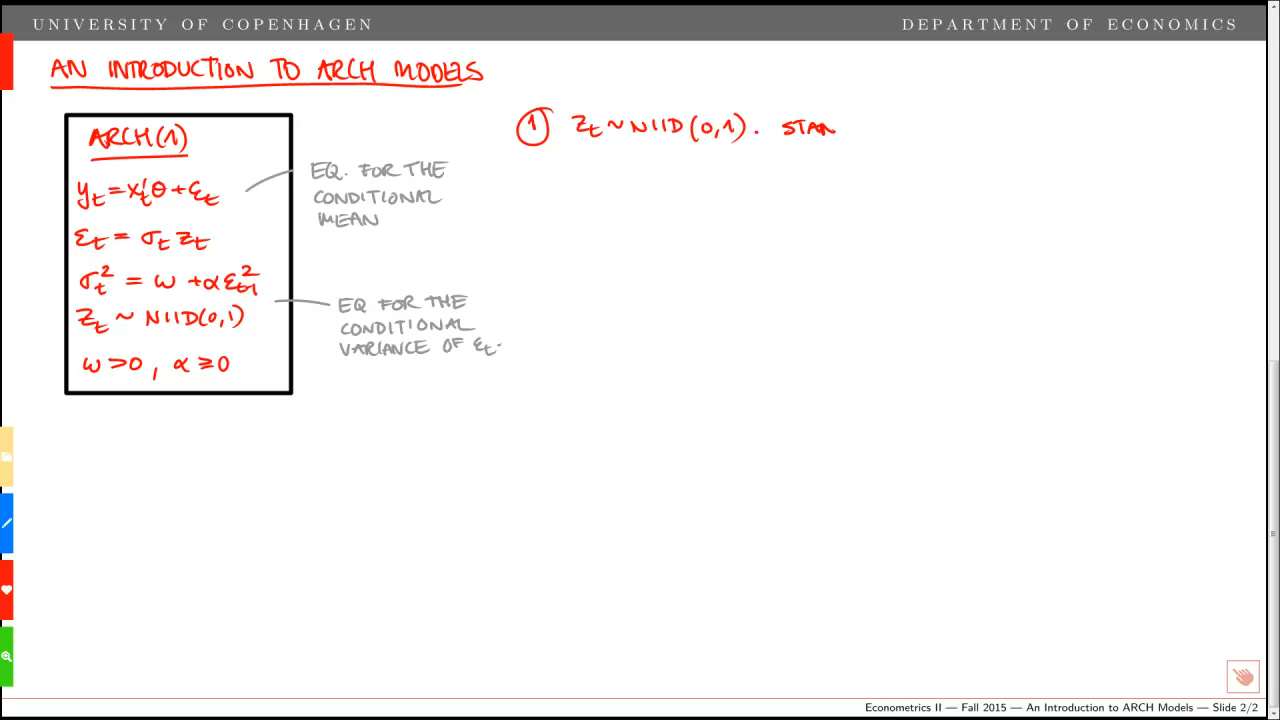 UNIVERSITY OF COPENHAGEN
DEPARTMENT OF ECONOMICS
AN INTRODUCTION TO ARCH MODELS
ARCH(1)
y_t = x_t'θ + ε_t
ε_t = σ_t z_t
σ_t^2 = ω + αε_{t-1}^2
z_t ~ NIID(0,1)
ω > 0, α ≥ 0
EQ. FOR THE
CONDITIONAL
MEAN
EQ FOR THE
CONDITIONAL
VARIANCE OF ε_t.
① z_t ~ NIID(0,1). STAN
Econometrics II — Fall 2015 — An Introduction to ARCH Models — Slide 2/2